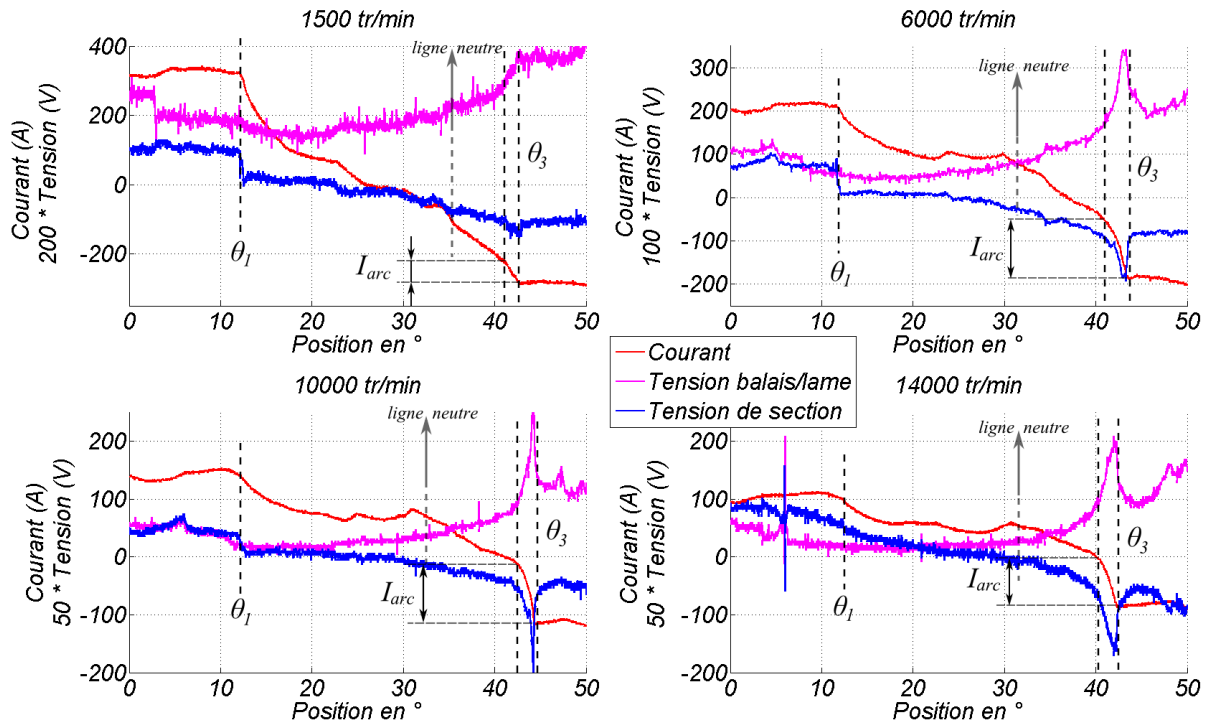 1500 tr/min
400
200
0
-200
0
10
20
30
40
50
Courant (A)
200 * Tension (V)
Position en °
ligne neutre
θ1
θ3
Iarc
6000 tr/min
300
200
100
0
-100
-200
0
10
20
30
40
50
Courant (A)
100 * Tension (V)
Position en °
ligne neutre
θ1
θ3
Iarc
Courant
Tension balais/lame
Tension de section
10000 tr/min
200
100
0
-100
-200
0
10
20
30
40
50
Courant (A)
50 * Tension (V)
Position en °
ligne neutre
θ1
θ3
Iarc
14000 tr/min
200
100
0
-100
-200
0
10
20
30
40
50
Courant (A)
50 * Tension (V)
Position en °
ligne neutre
θ1
θ3
Iarc